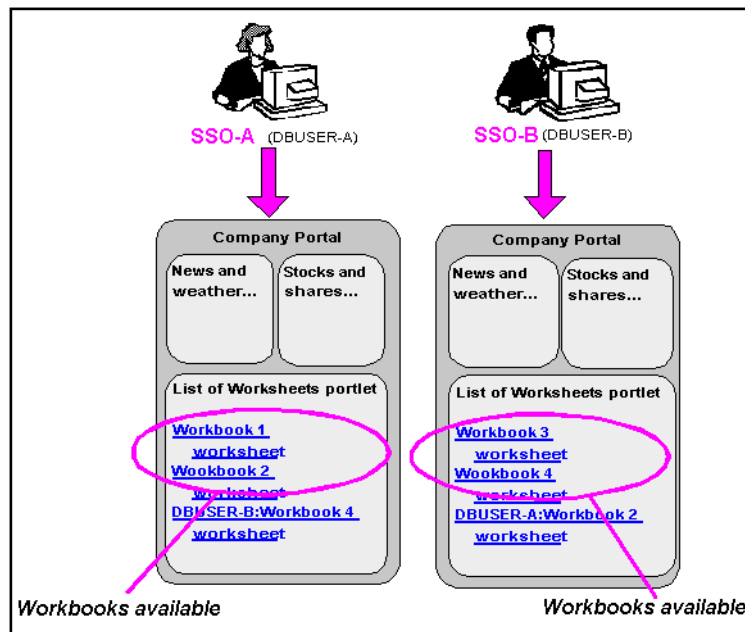 SSO-A (DBUSER-A)
SSO-B (DBUSER-B)
Company Portal
News and weather...
Stocks and shares...
List of Worksheets portlet
Workbook 1
worksheet
Wookbook 2
worksheet
DBUSER-B:Workbook 4
worksheet
Workbooks available
Company Portal
News and weather...
Stocks and shares...
List of Worksheets portlet
Workbook 3
worksheet
Wookbook 4
worksheet
DBUSER-A:Workbook 2
worksheet
Workbooks available